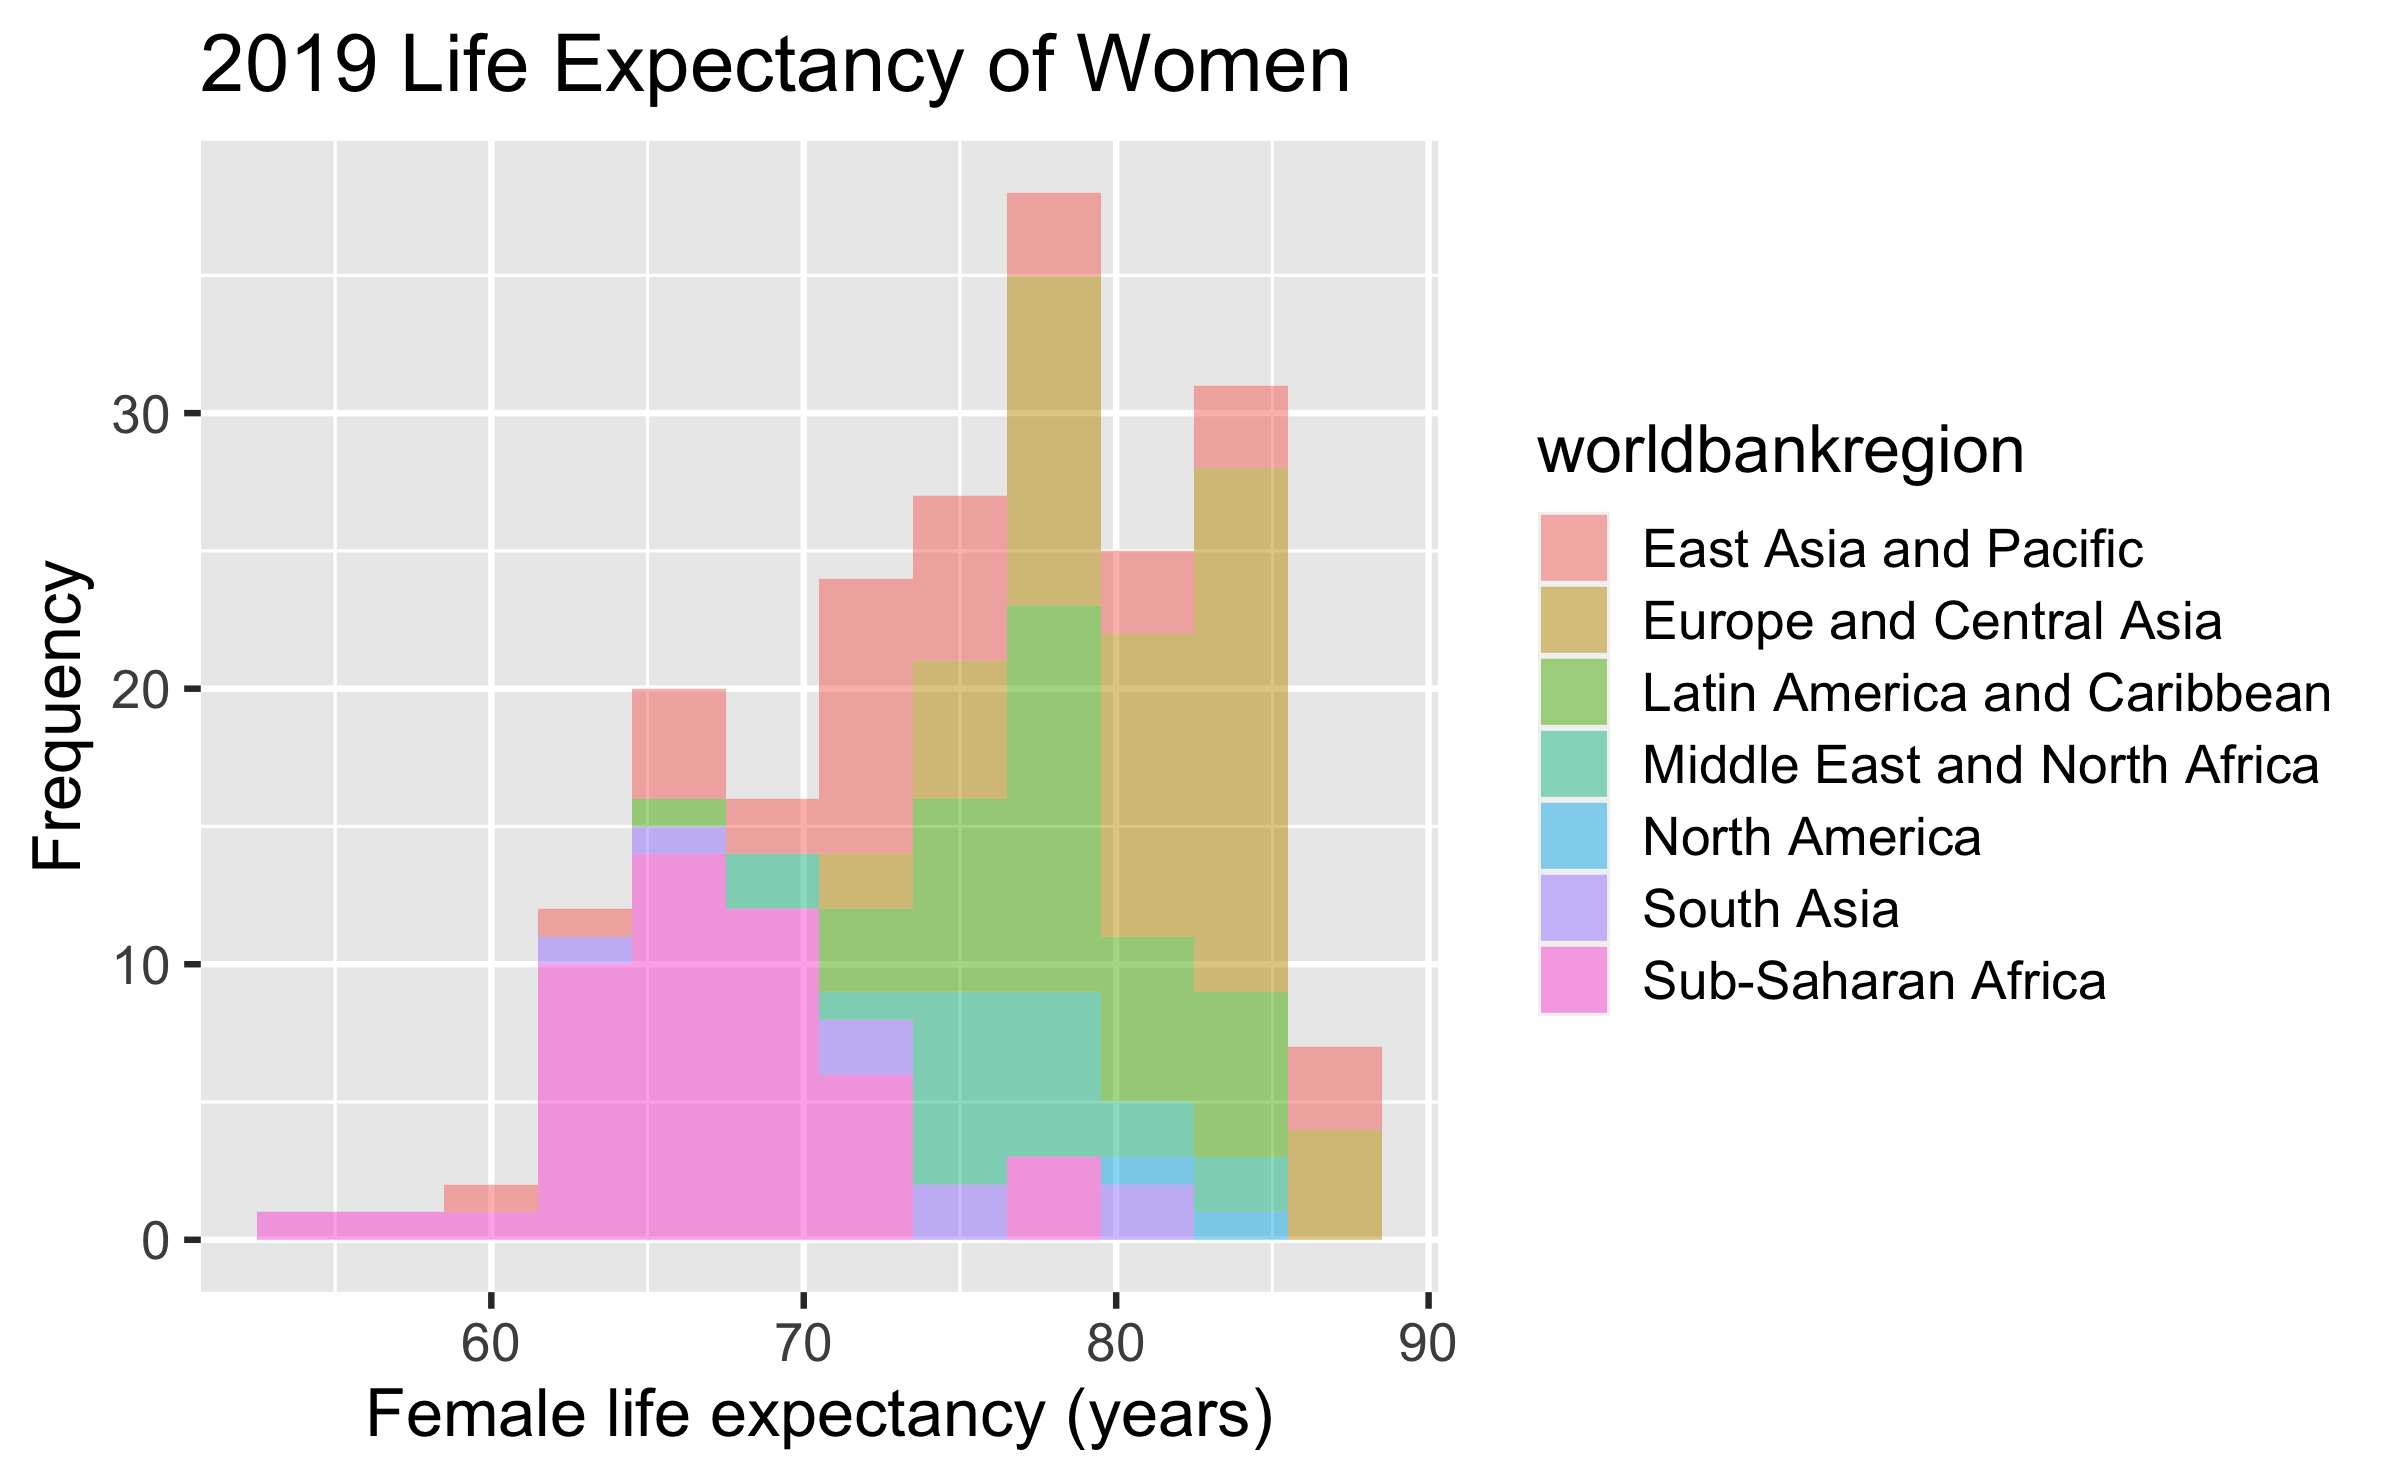 2019 Life Expectancy of Women
30
20
10
0
Frequency
60 70 80 90
Female life expectancy (years)
worldbankregion
East Asia and Pacific
Europe and Central Asia
Latin America and Caribbean
Middle East and North Africa
North America
South Asia
Sub-Saharan Africa